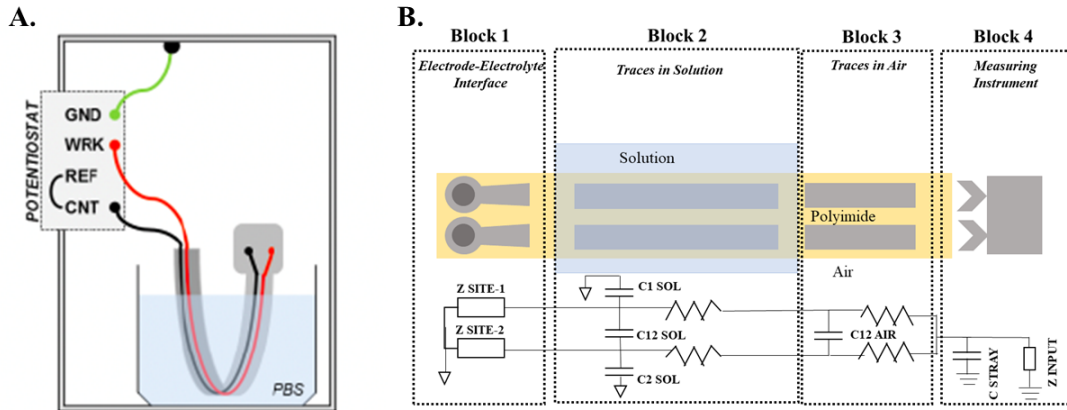 A.
GND
WRK
REF
CNT
POTENTIOSTAT
PBS
B.
Block 1
Block 2
Block 3
Block 4
Electrode-Electrolyte
Interface
Traces in Solution
Traces in Air
Measuring
Instrument
Solution
Polyimide
Air
Z SITE-1
Z SITE-2
C1 SOL
C12 SOL
C2 SOL
C12 AIR
C STRAY
Z INPUT